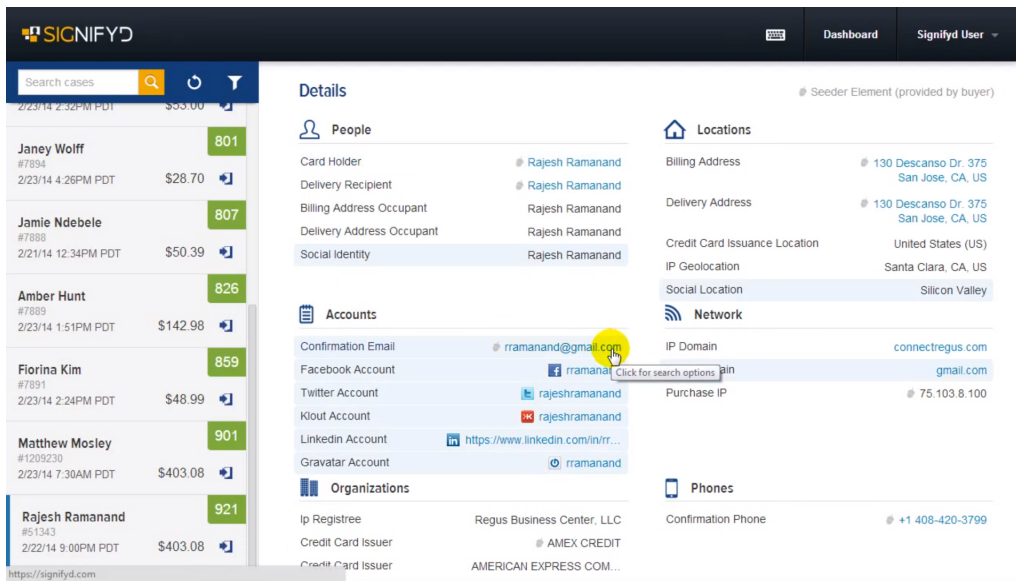 SIGNIFYD
Dashboard
Signifyd User
Search cases
2/23/14 2:32PM PDT $53.00
801
Janey Wolff
#7894
2/23/14 4:26PM PDT $28.70
807
Jamie Ndebele
#7888
2/21/14 12:34PM PDT $50.39
826
Amber Hunt
#7889
2/23/14 1:51PM PDT $142.98
859
Fiorina Kim
#7891
2/23/14 2:24PM PDT $48.99
901
Matthew Mosley
#1209230
2/23/14 7:30AM PDT $403.08
921
Rajesh Ramanand
#51343
2/22/14 9:00PM PDT $403.08
https://signifyd.com
Details
Seeder Element (provided by buyer)
People
Card Holder Rajesh Ramanand
Delivery Recipient Rajesh Ramanand
Billing Address Occupant Rajesh Ramanand
Delivery Address Occupant Rajesh Ramanand
Social Identity Rajesh Ramanand
Locations
Billing Address 130 Descanso Dr. 375
San Jose, CA, US
Delivery Address 130 Descanso Dr. 375
San Jose, CA, US
Credit Card Issuance Location United States (US)
IP Geolocation Santa Clara, CA, US
Social Location Silicon Valley
Accounts
Confirmation Email rramanand@gmail.com
Facebook Account rramana
Click for search options
Twitter Account rajeshramanand
Klout Account rajeshramanand
Linkedin Account https://www.linkedin.com/in/rr...
Gravatar Account rramanand
Network
IP Domain connectregus.com
ain gmail.com
Purchase IP 75.103.8.100
Organizations
Ip Registree Regus Business Center, LLC
Credit Card Issuer AMEX CREDIT
Credit Card Issuer AMERICAN EXPRESS COM...
Phones
Confirmation Phone +1 408-420-3799